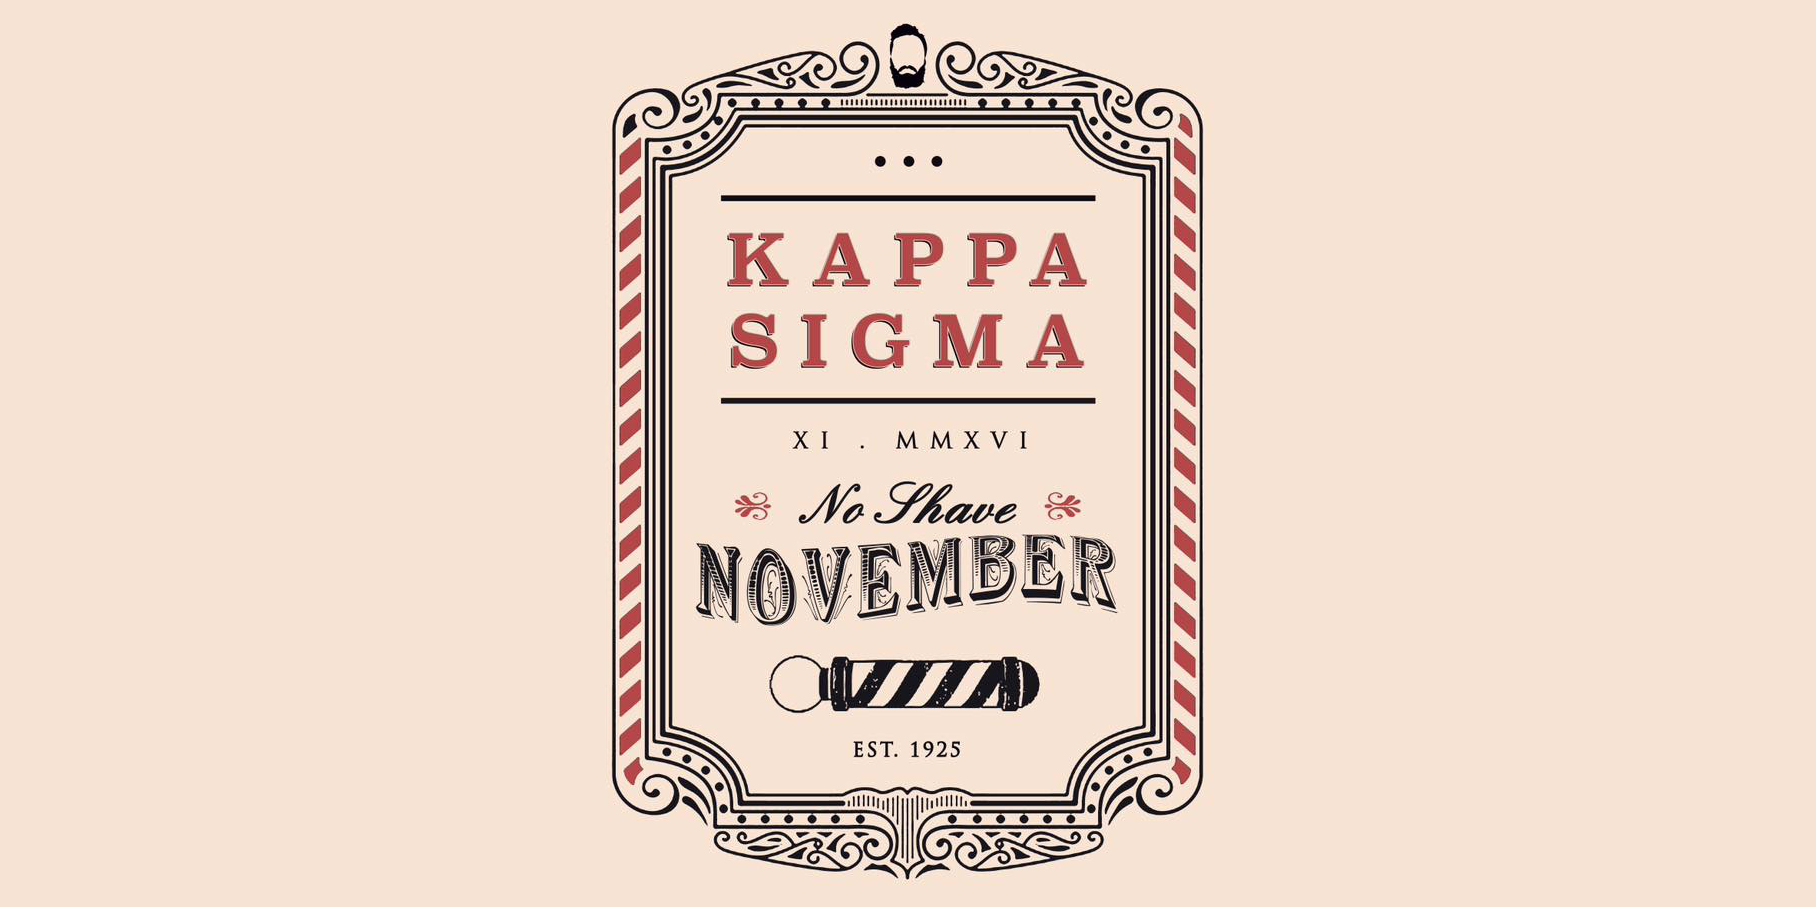 KAPPA
SIGMA
XI . MMXVI
No Shave
NOVEMBER
EST. 1925